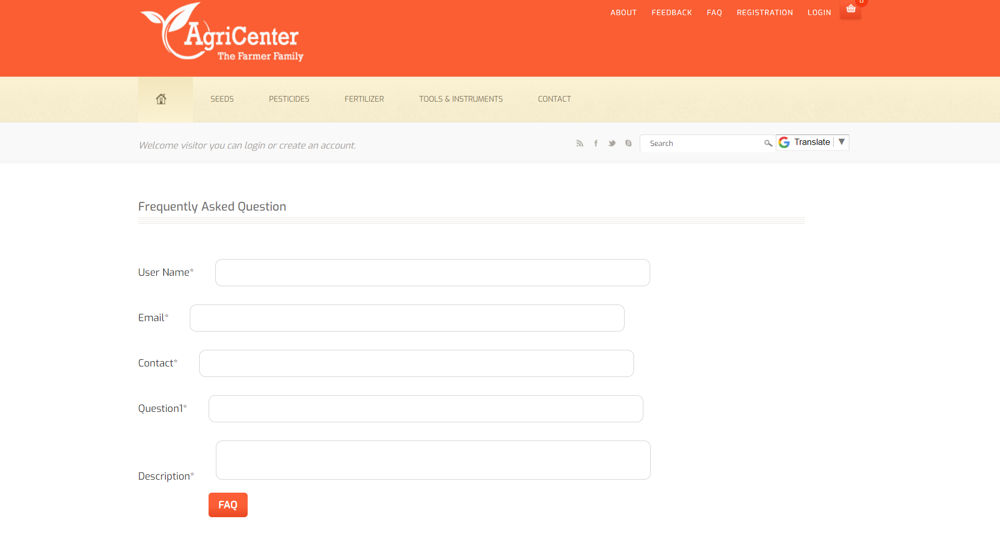 ABOUT FEEDBACK FAQ REGISTRATION LOGIN
AgriCenter
The Farmer Family
SEEDS PESTICIDES FERTILIZER TOOLS & INSTRUMENTS CONTACT
Welcome visitor you can login or create an account.
Search
Translate
Frequently Asked Question
User Name*
Email*
Contact*
Question1*
Description*
FAQ